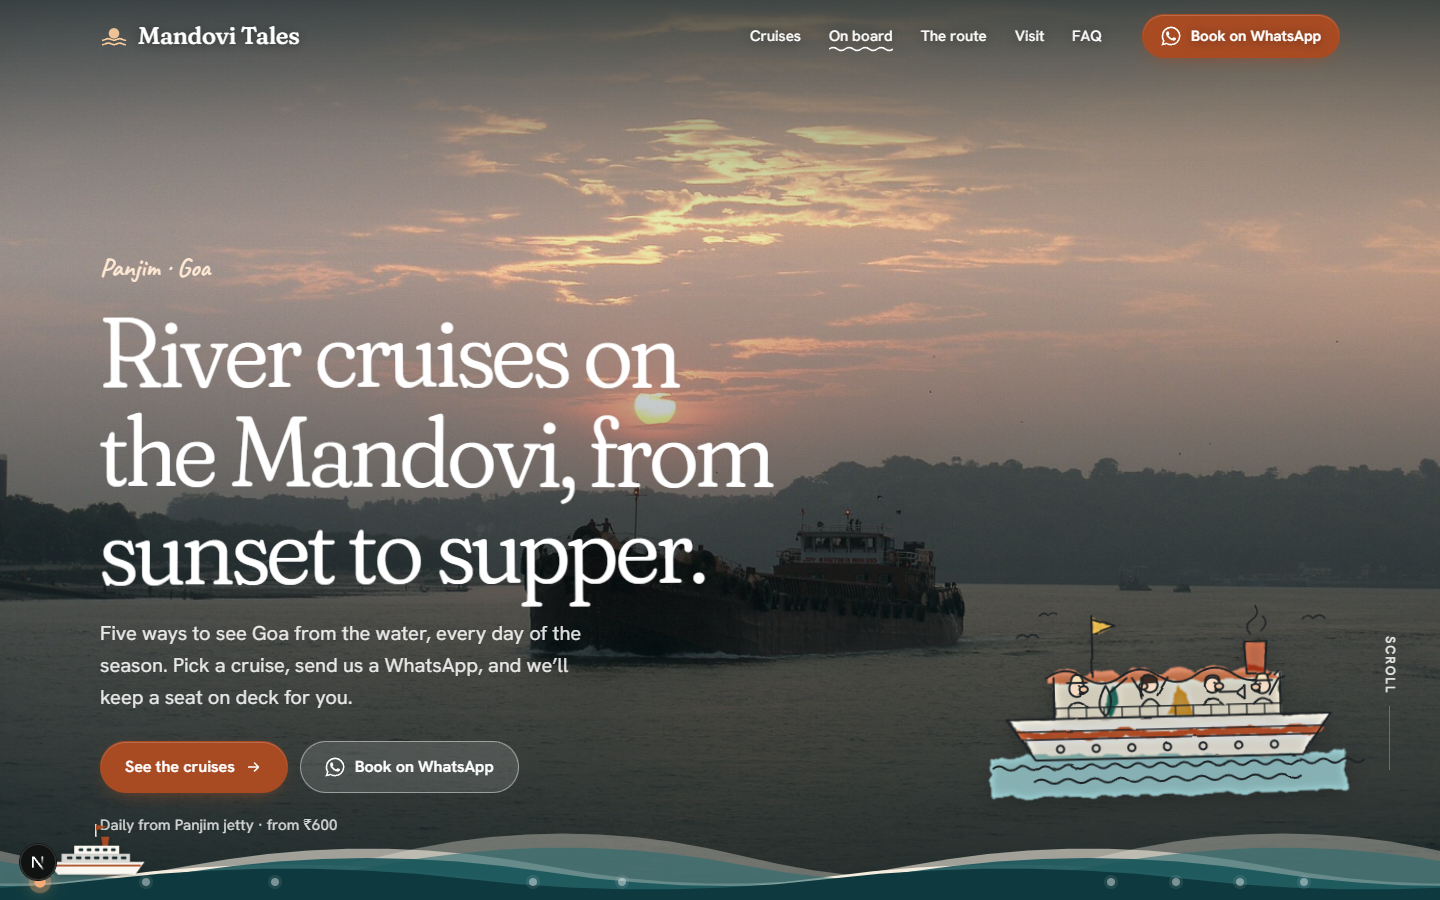 Mandovi Tales
Cruises
On board
The route
Visit
FAQ
Book on WhatsApp
Panjim · Goa
River cruises on
the Mandovi, from
sunset to supper.
Five ways to see Goa from the water, every day of the
season. Pick a cruise, send us a WhatsApp, and we’ll
keep a seat on deck for you.
See the cruises
Book on WhatsApp
Daily from Panjim jetty · from ₹600
SCROLL
N